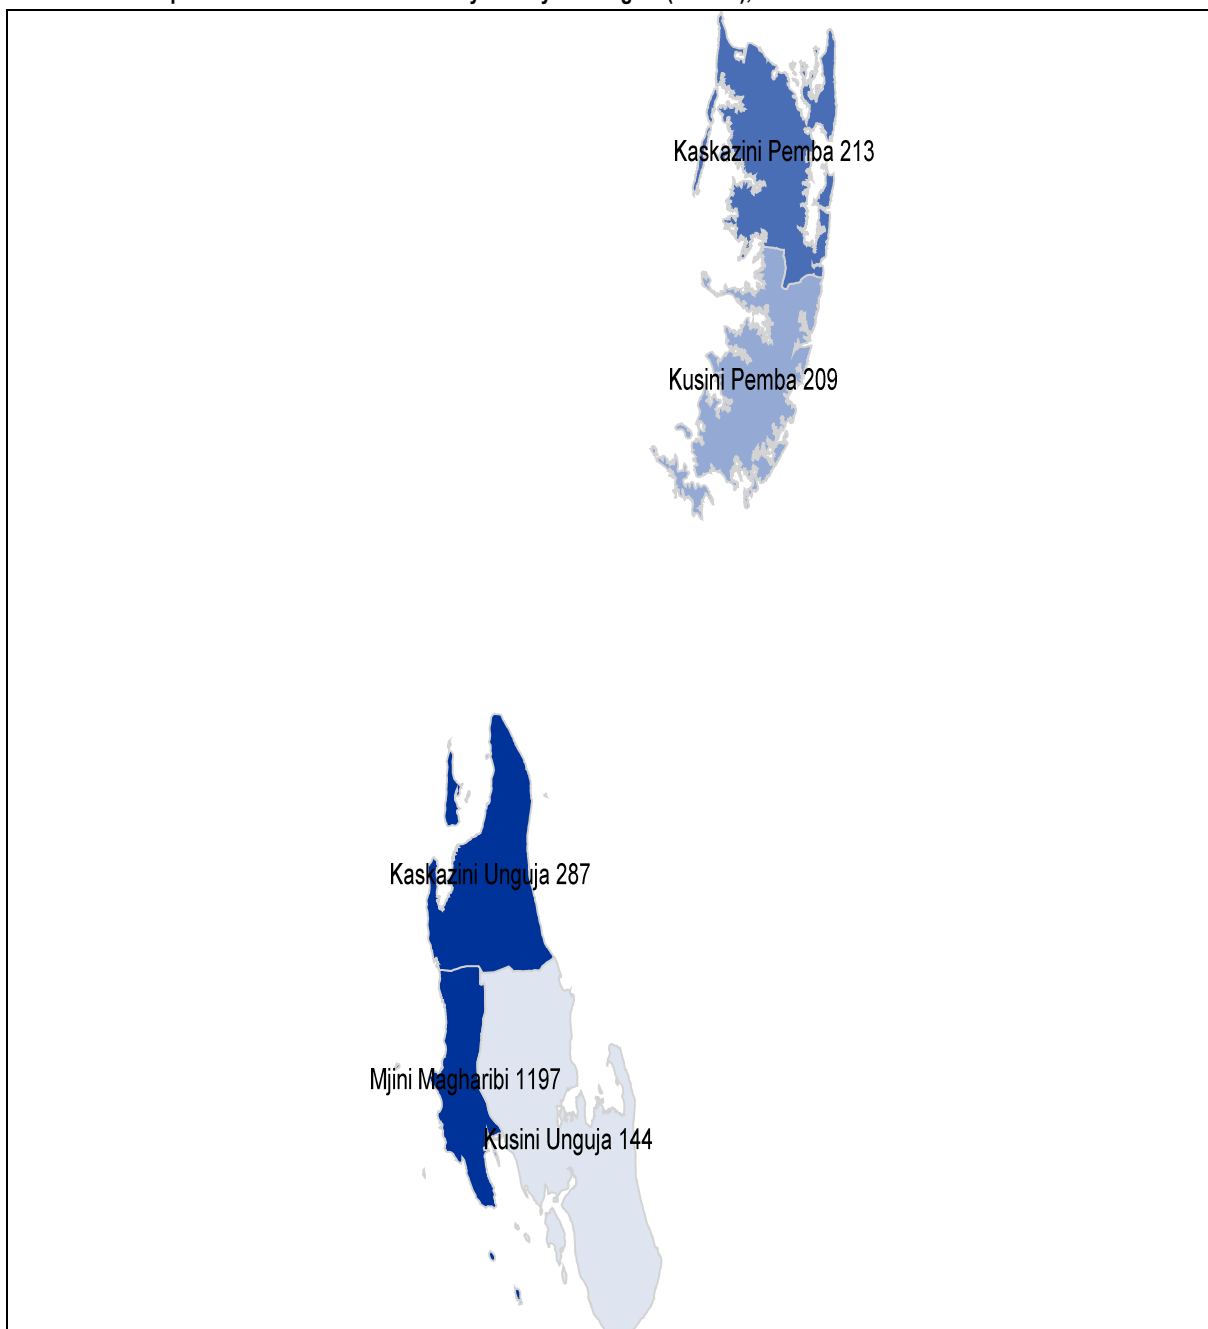 Kaskazini Pemba 213
Kusini Pemba 209
Kaskazini Unguja 287
Mjini Magharibi 1197
Kusini Unguja 144